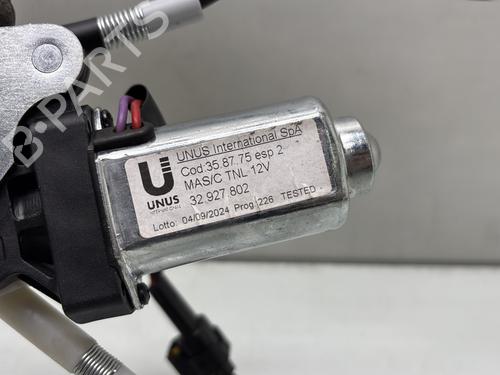 B-PARTS
UNUS International SpA
Cod.35.87.75 esp 2
MAS/C TNL 12V
32.927.802
UNUS
INTERNATIONAL
Lotto: 04/09/2024 Prog: 226 TESTED